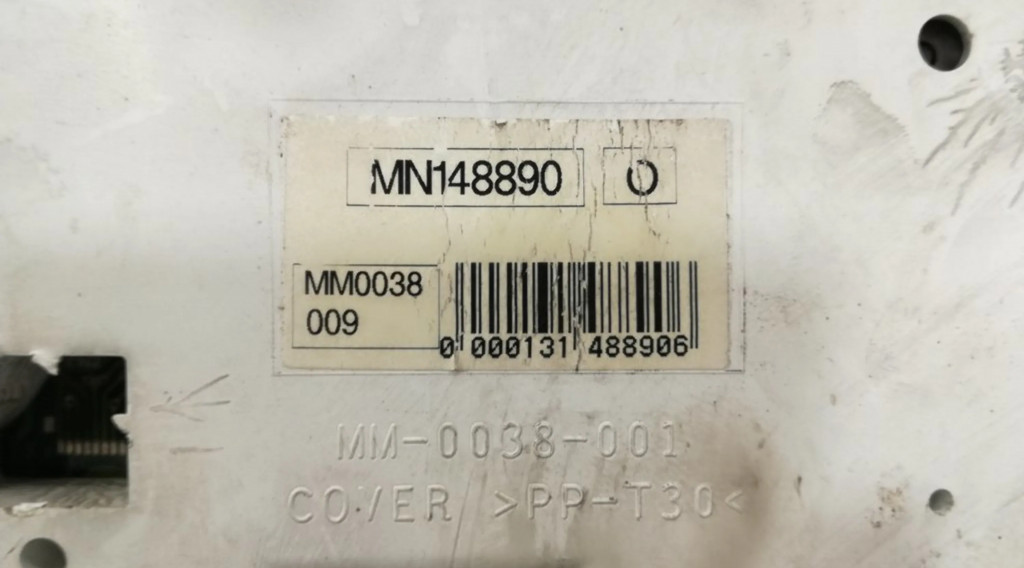 MN148890 O
MM0038
009
0 000131 488906
MM-0038-001
COVER >PP-T30<